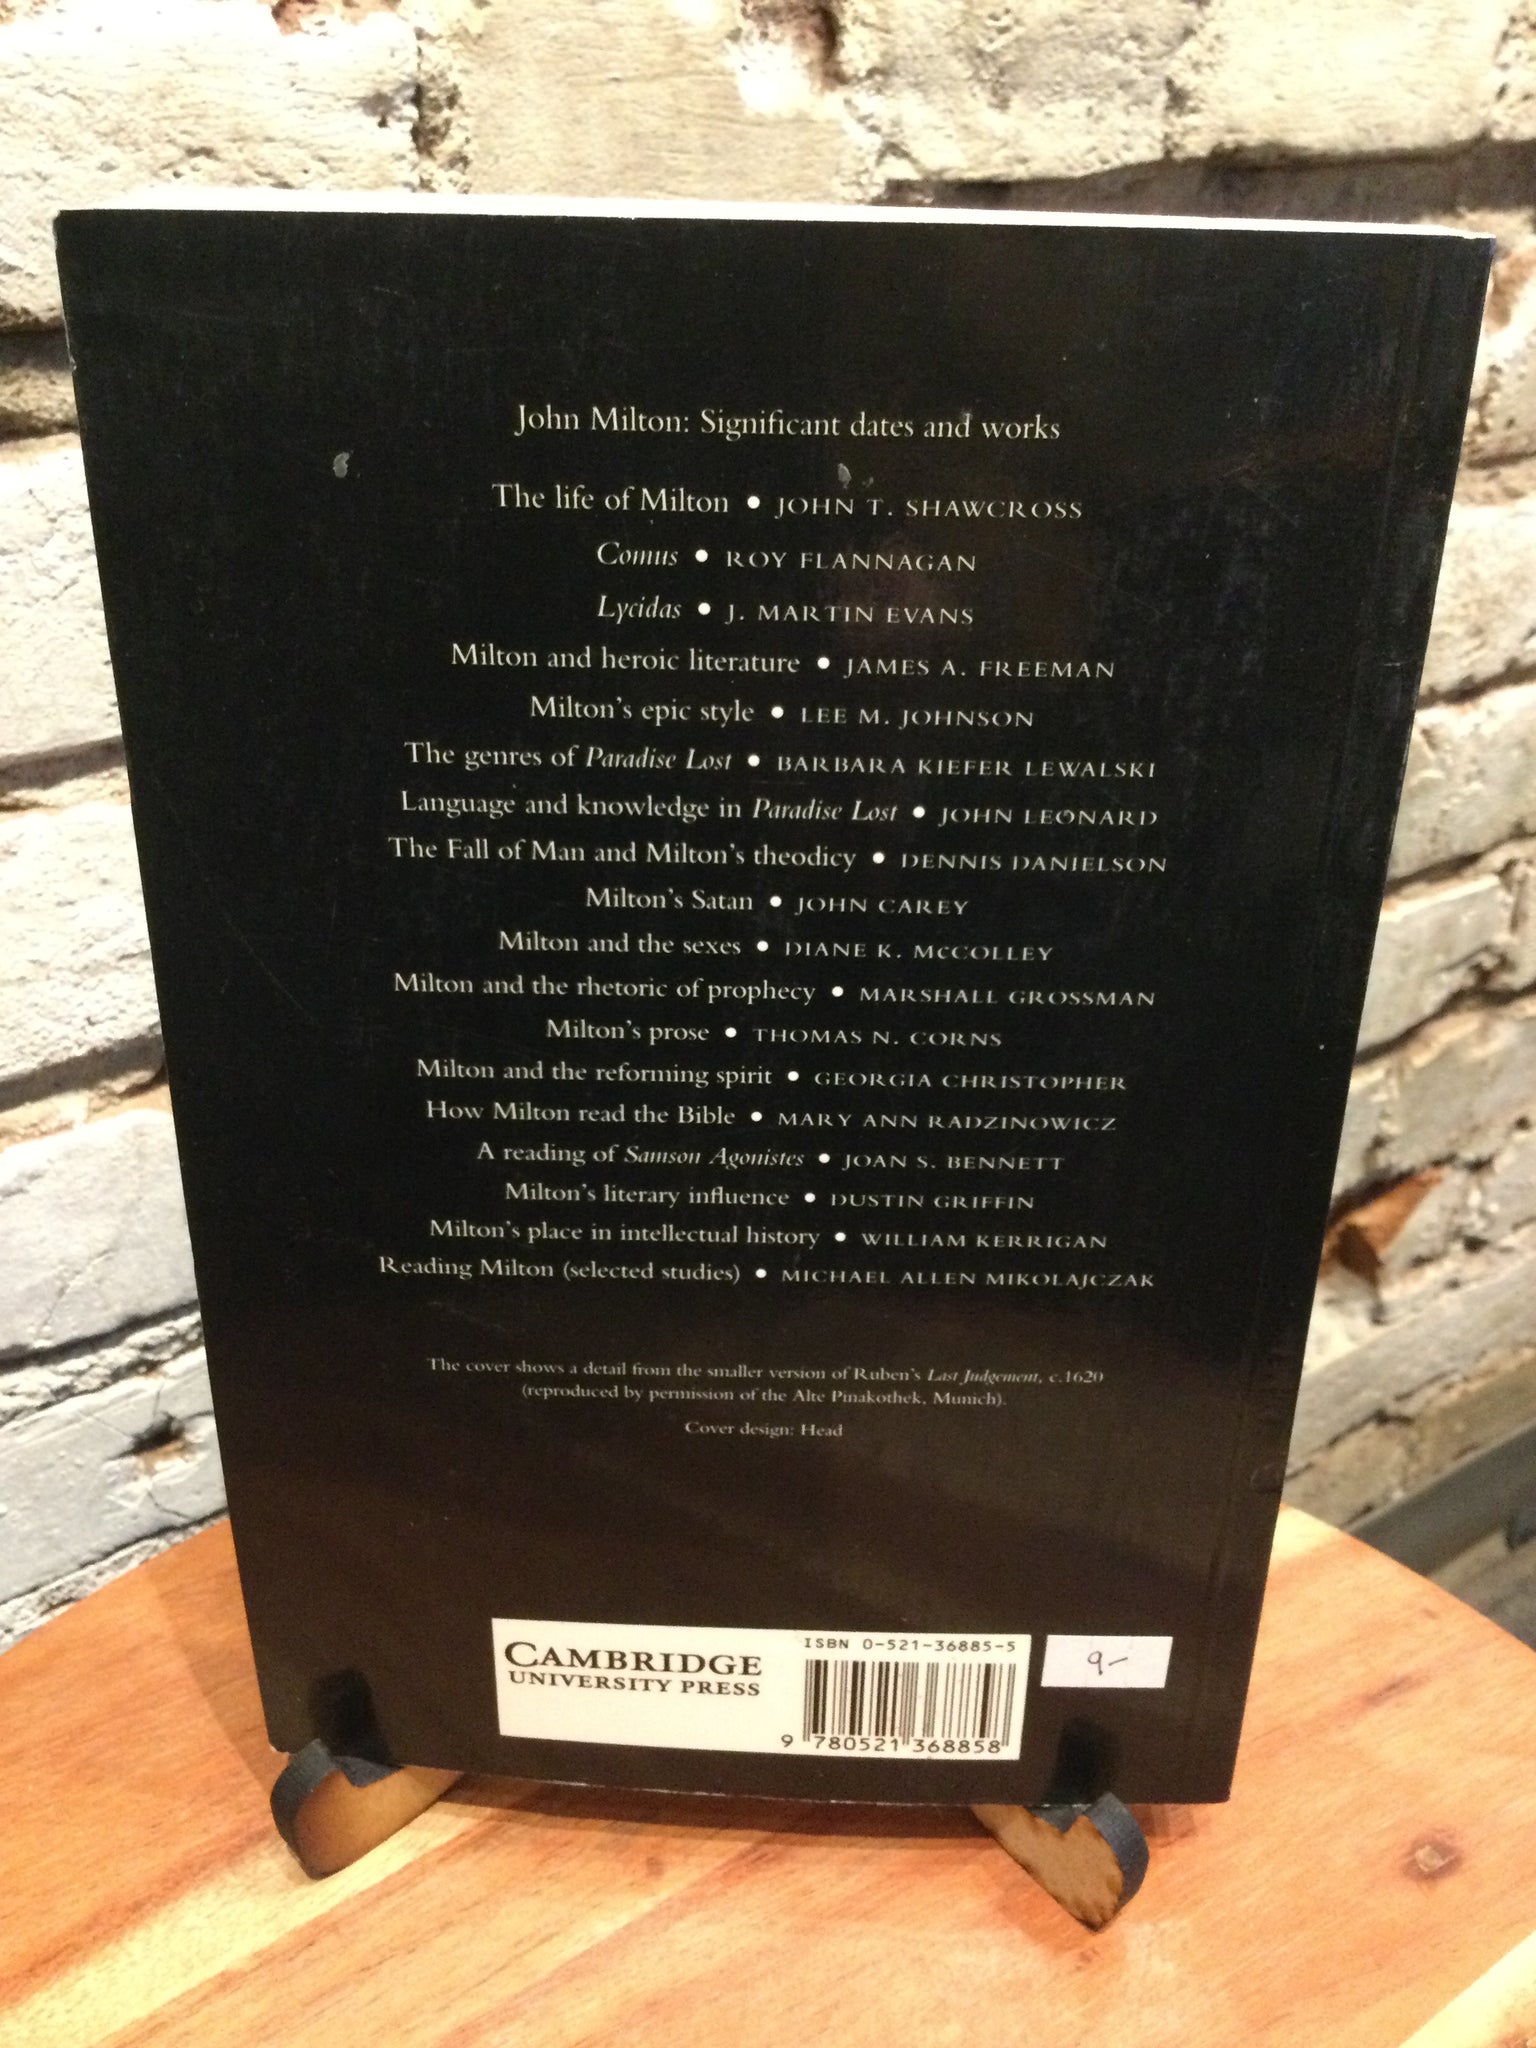 John Milton: Significant dates and works
The life of Milton • JOHN T. SHAWCROSS
Comus • ROY FLANNAGAN
Lycidas • J. MARTIN EVANS
Milton and heroic literature • JAMES A. FREEMAN
Milton's epic style • LEE M. JOHNSON
The genres of Paradise Lost • BARBARA KIEFER LEWALSKI
Language and knowledge in Paradise Lost • JOHN LEONARD
The Fall of Man and Milton's theodicy • DENNIS DANIELSON
Milton's Satan • JOHN CAREY
Milton and the sexes • DIANE K. McCOLLEY
Milton and the rhetoric of prophecy • MARSHALL GROSSMAN
Milton's prose • THOMAS N. CORNS
Milton and the reforming spirit • GEORGIA CHRISTOPHER
How Milton read the Bible • MARY ANN RADZINOWICZ
A reading of Samson Agonistes • JOAN S. BENNETT
Milton's literary influence • DUSTIN GRIFFIN
Milton's place in intellectual history • WILLIAM KERRIGAN
Reading Milton (selected studies) • MICHAEL ALLEN MIKOLAJCZAK
The cover shows a detail from the smaller version of Ruben's Last Judgement, c.1620
(reproduced by permission of the Alte Pinakothek, Munich).
Cover design: Head
CAMBRIDGE
UNIVERSITY PRESS
ISBN 0-521-36885-5
9 780521 368858
9-